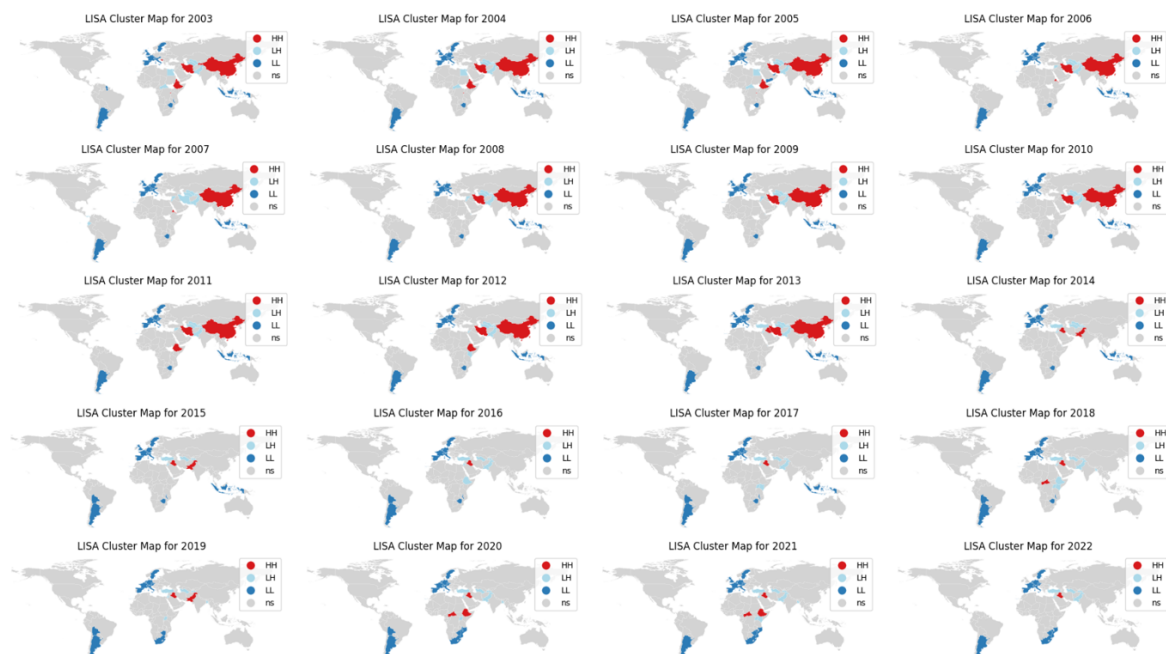 LISA Cluster Map for 2003
HH
LH
LL
ns
LISA Cluster Map for 2004
HH
LH
LL
ns
LISA Cluster Map for 2005
HH
LH
LL
ns
LISA Cluster Map for 2006
HH
LH
LL
ns
LISA Cluster Map for 2007
HH
LH
LL
ns
LISA Cluster Map for 2008
HH
LH
LL
ns
LISA Cluster Map for 2009
HH
LH
LL
ns
LISA Cluster Map for 2010
HH
LH
LL
ns
LISA Cluster Map for 2011
HH
LH
LL
ns
LISA Cluster Map for 2012
HH
LH
LL
ns
LISA Cluster Map for 2013
HH
LH
LL
ns
LISA Cluster Map for 2014
HH
LH
LL
ns
LISA Cluster Map for 2015
HH
LH
LL
ns
LISA Cluster Map for 2016
HH
LH
LL
ns
LISA Cluster Map for 2017
HH
LH
LL
ns
LISA Cluster Map for 2018
HH
LH
LL
ns
LISA Cluster Map for 2019
HH
LH
LL
ns
LISA Cluster Map for 2020
HH
LH
LL
ns
LISA Cluster Map for 2021
HH
LH
LL
ns
LISA Cluster Map for 2022
HH
LH
LL
ns